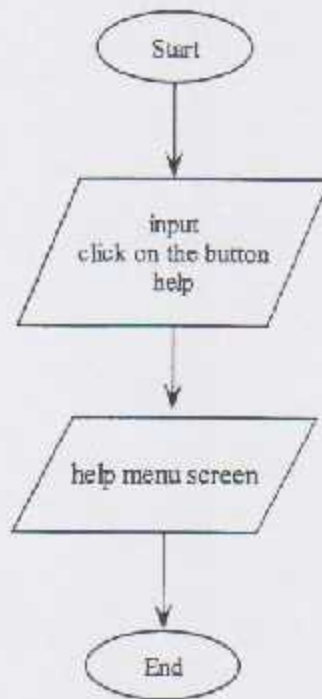 Start
input
click on the button
help
help menu screen
End